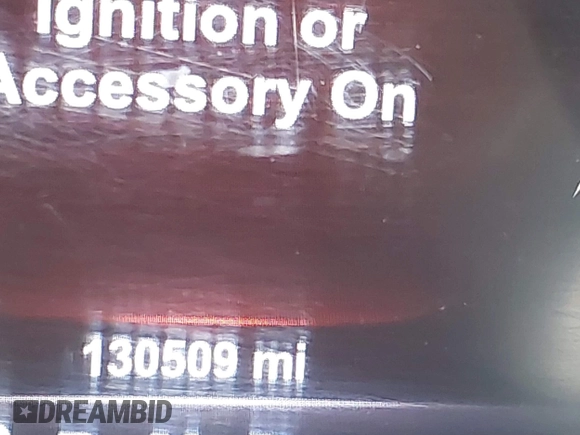 Ignition or
Accessory On
130509 mi
DREAMBID